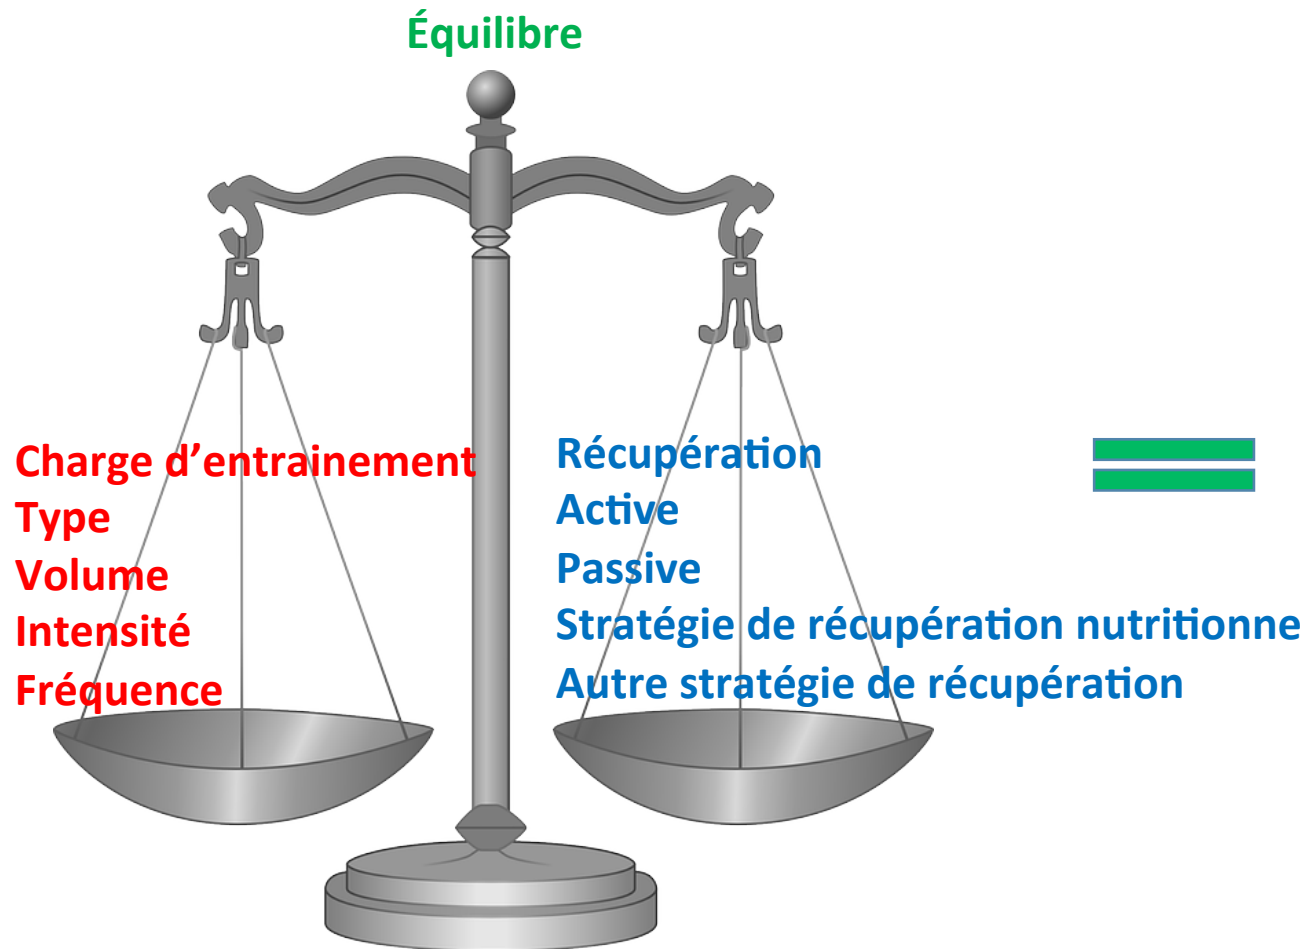 Équilibre
Charge d’entrainement
Type
Volume
Intensité
Fréquence
Récupération
Active
Passive
Stratégie de récupération nutritionne
Autre stratégie de récupération